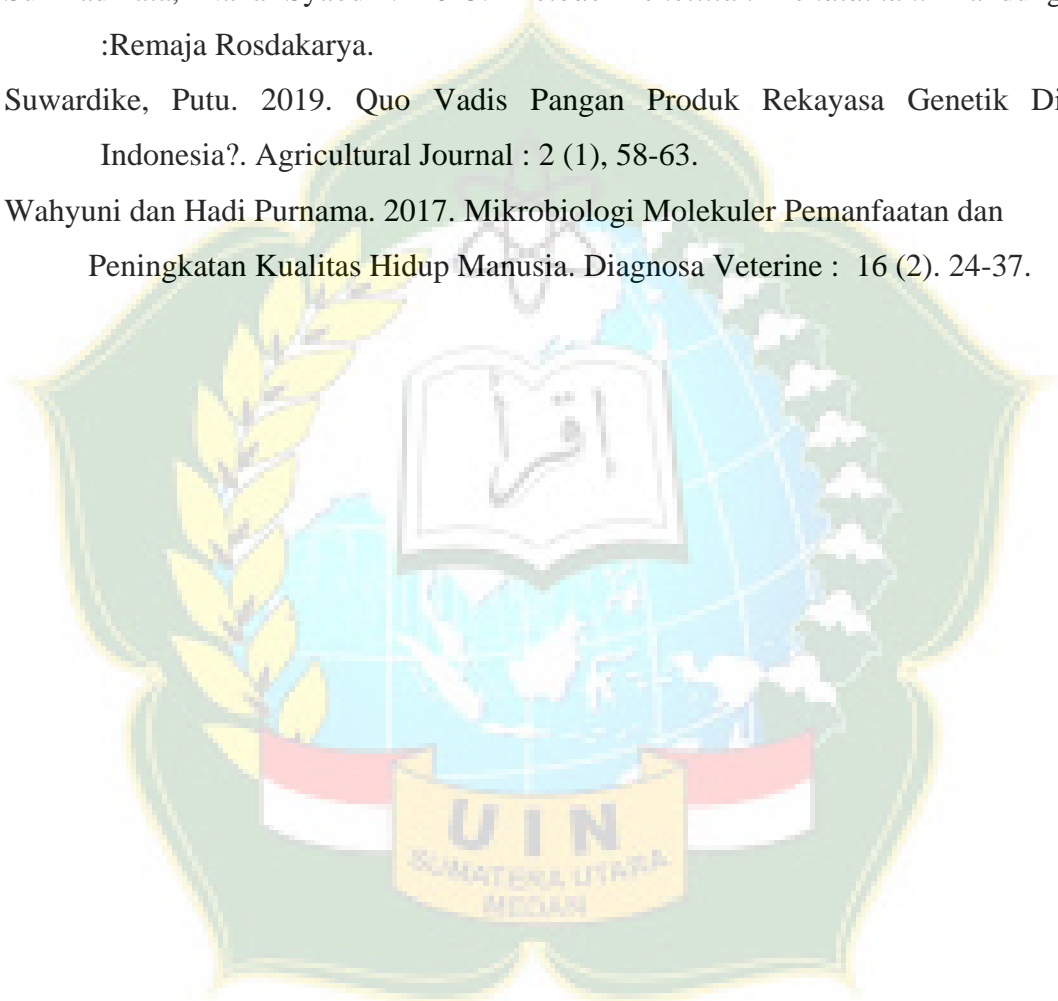 :Remaja Rosdakarya.
Suwardike, Putu. 2019. Quo Vadis Pangan Produk Rekayasa Genetik Di
Indonesia?. Agricultural Journal : 2 (1), 58-63.
Wahyuni dan Hadi Purnama. 2017. Mikrobiologi Molekuler Pemanfaatan dan
Peningkatan Kualitas Hidup Manusia. Diagnosa Veterine : 16 (2). 24-37.
اقرأ
UIN
SUMATERA UTARA
MEDAN